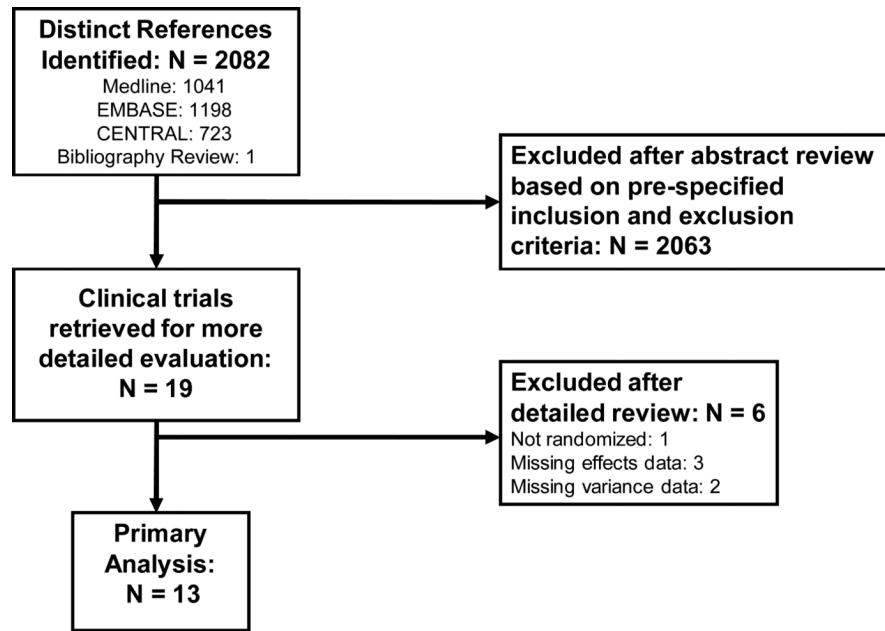 Distinct References
Identified: N = 2082
Medline: 1041
EMBASE: 1198
CENTRAL: 723
Bibliography Review: 1
Excluded after abstract review
based on pre-specified
inclusion and exclusion
criteria: N = 2063
Clinical trials
retrieved for more
detailed evaluation:
N = 19
Excluded after
detailed review: N = 6
Not randomized: 1
Missing effects data: 3
Missing variance data: 2
Primary
Analysis:
N = 13